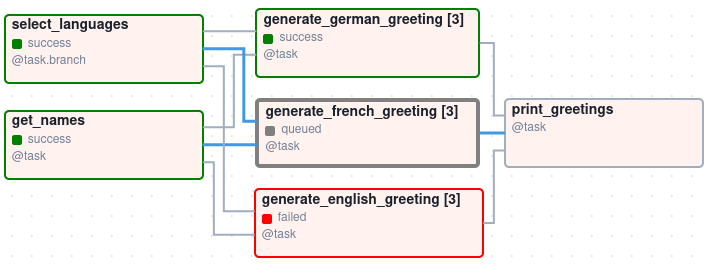 select_languages
success
@task.branch
get_names
success
@task
generate_german_greeting [3]
success
@task
generate_french_greeting [3]
queued
@task
generate_english_greeting [3]
failed
@task
print_greetings
@task